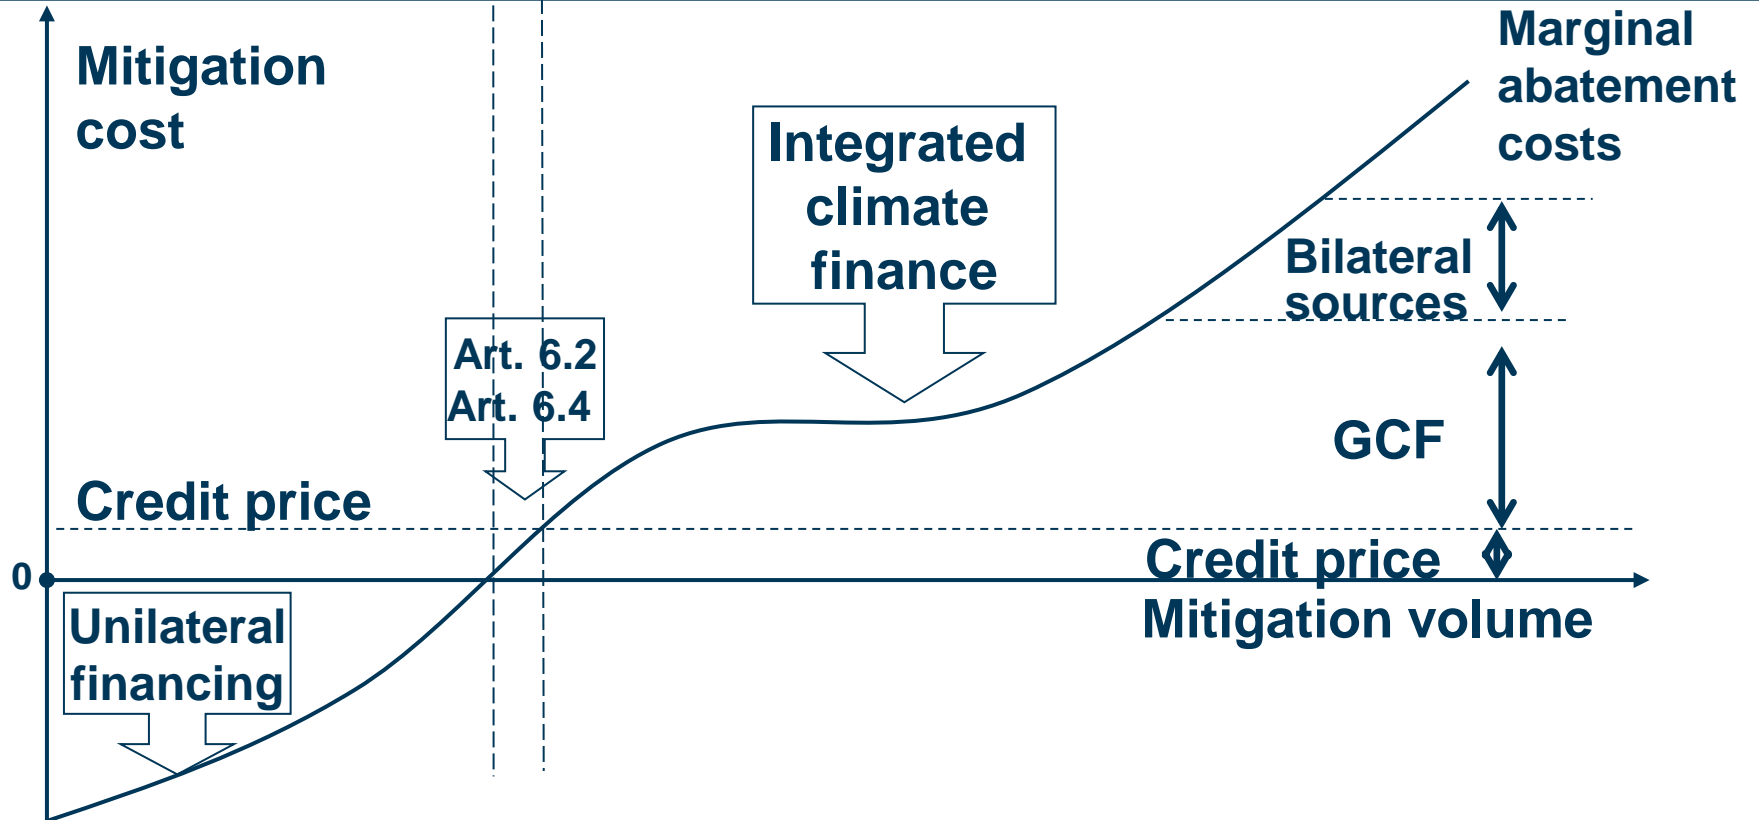 Mitigation
cost
Marginal
abatement
costs
Integrated
climate
finance
Bilateral
sources
Art. 6.2
Art. 6.4
GCF
Credit price
Credit price
0
Mitigation volume
Unilateral
financing